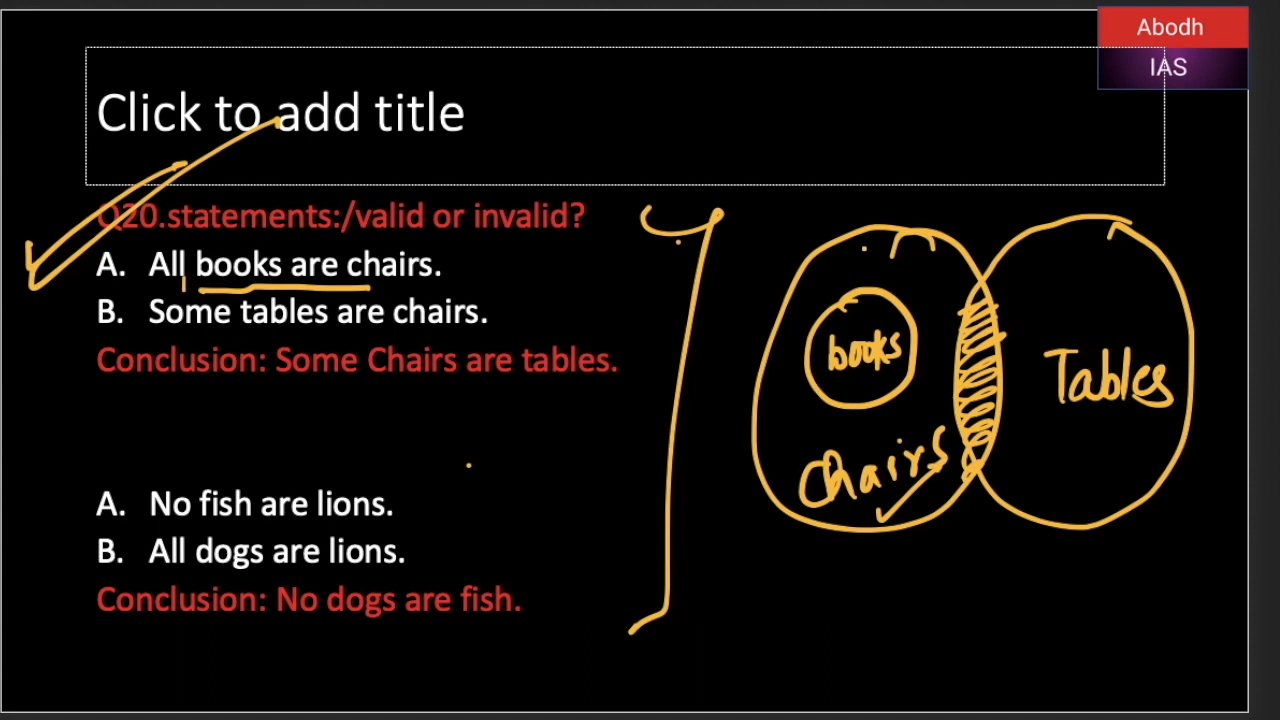 Abodh
IAS
Click to add title
Q20.statements:/valid or invalid?
A. All books are chairs.
B. Some tables are chairs.
Conclusion: Some Chairs are tables.
A. No fish are lions.
B. All dogs are lions.
Conclusion: No dogs are fish.
books
Tables
Chairs